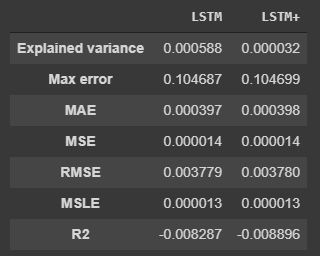 LSTM LSTM+
Explained variance 0.000588 0.000032
Max error 0.104687 0.104699
MAE 0.000397 0.000398
MSE 0.000014 0.000014
RMSE 0.003779 0.003780
MSLE 0.000013 0.000013
R2 -0.008287 -0.008896